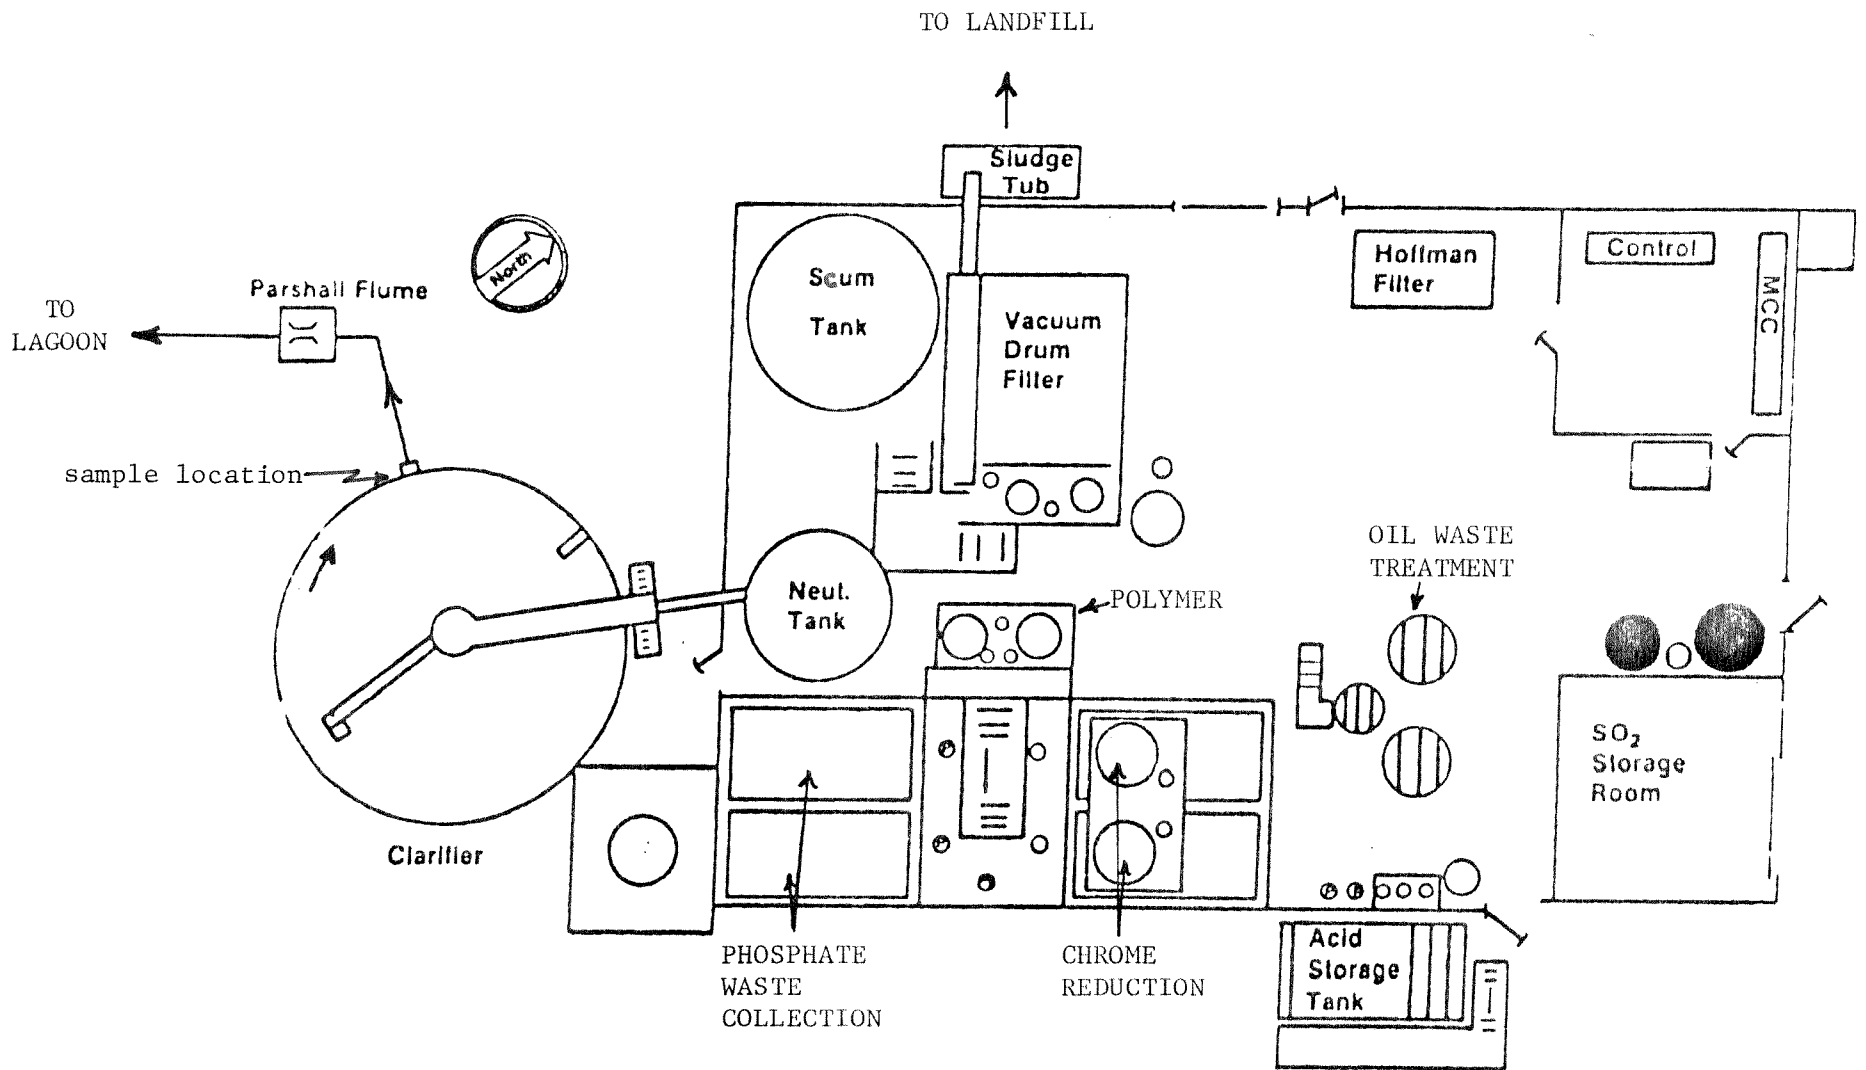 TO LANDFILL
Sludge
Tub
North
Parshall Flume
TO
LAGOON
Scum
Tank
Hoffman
Filter
Control
MCC
Vacuum
Drum
Filter
sample location
OIL WASTE
TREATMENT
Neut.
Tank
POLYMER
SO2
Storage
Room
Clarifier
PHOSPHATE
WASTE
COLLECTION
CHROME
REDUCTION
Acid
Storage
Tank